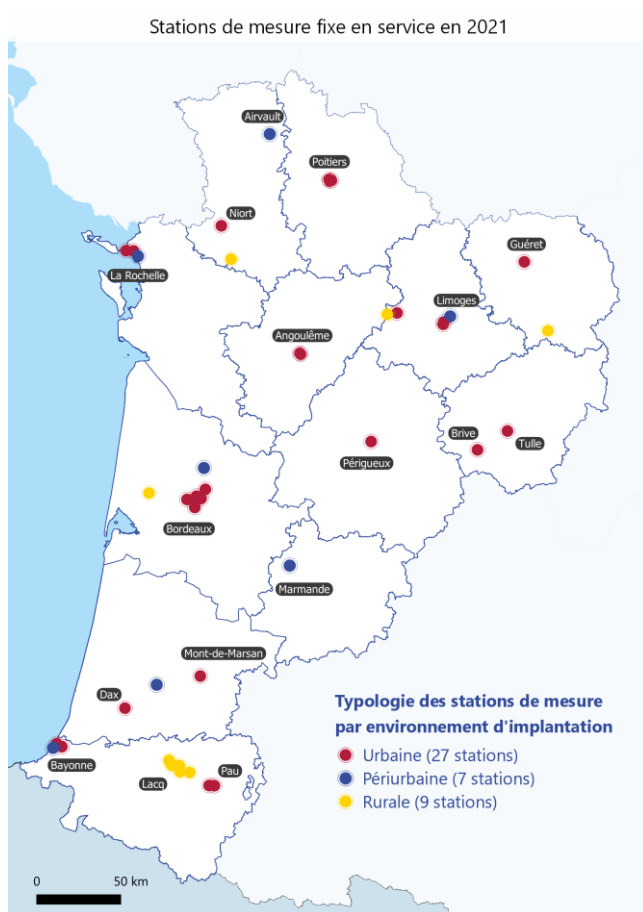 Stations de mesure fixe en service en 2021
Airvault
Poitiers
Niort
Guéret
La Rochelle
Limoges
Angoulême
Brive
Tulle
Périgueux
Bordeaux
Marmande
Mont-de-Marsan
Dax
Typologie des stations de mesure
par environnement d'implantation
Urbaine (27 stations)
Bayonne
Pau
Périurbaine (7 stations)
Lacq
Rurale (9 stations)
0 50 km